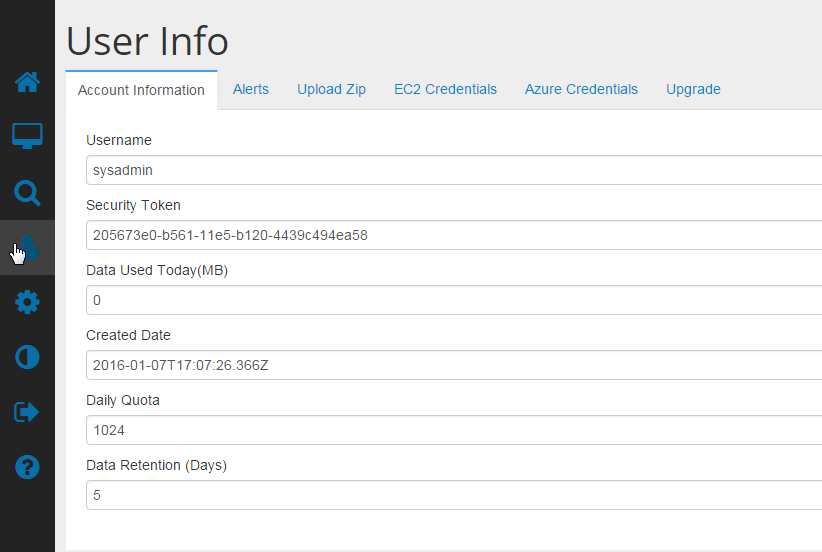 User Info
Account Information Alerts Upload Zip EC2 Credentials Azure Credentials Upgrade
Username
sysadmin
Security Token
205673e0-b561-11e5-b120-4439c494ea58
Data Used Today(MB)
0
Created Date
2016-01-07T17:07:26.366Z
Daily Quota
1024
Data Retention (Days)
5